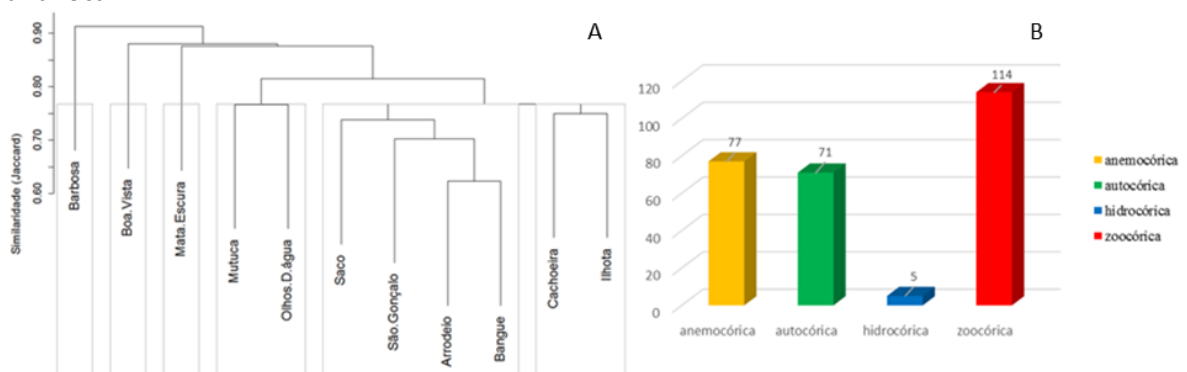 A
Similaridade (Jaccard)
0.90
0.80
0.70
0.60
Barbosa
Boa.Vista
Mata.Escura
Mutuca
Olhos.D.água
Saco
São.Gonçalo
Arrodeio
Bangue
Cachoeira
Ilhota
B
120
100
80
60
40
20
0
77
71
5
114
anemocórica
autocórica
hidrocórica
zoocórica
anemocórica
autocórica
hidrocórica
zoocórica